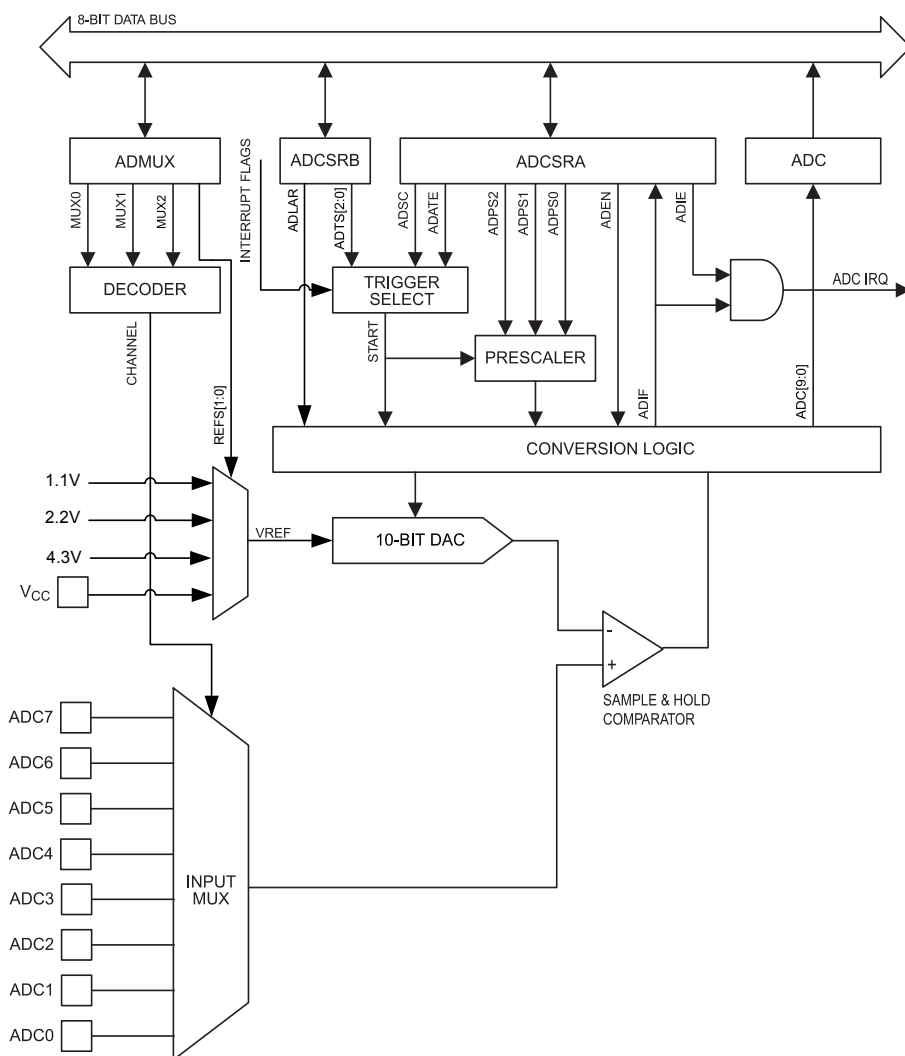 8-BIT DATA BUS
ADMUX
ADCSRB
ADCSRA
ADC
MUX0
MUX1
MUX2
INTERRUPT FLAGS
ADLAR
ADTS[2:0]
ADSC
ADATE
ADPS2
ADPS1
ADPS0
ADEN
ADIE
DECODER
TRIGGER
SELECT
ADC IRQ
CHANNEL
START
PRESCALER
REFS[1:0]
ADIF
ADC[9:0]
CONVERSION LOGIC
1.1V
2.2V
4.3V
VCC
VREF
10-BIT DAC
-
+
SAMPLE & HOLD
COMPARATOR
ADC7
ADC6
ADC5
ADC4
ADC3
ADC2
ADC1
ADC0
INPUT
MUX